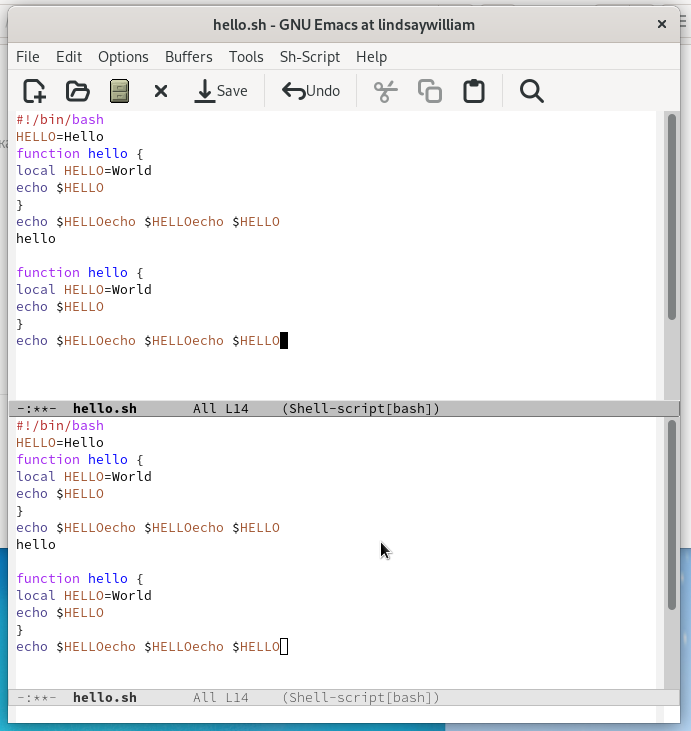 hello.sh - GNU Emacs at lindsaywilliam
File Edit Options Buffers Tools Sh-Script Help
Save Undo
#!/bin/bash
HELLO=Hello
function hello {
local HELLO=World
echo $HELLO
}
echo $HELLOecho $HELLOecho $HELLO
hello

function hello {
local HELLO=World
echo $HELLO
}
echo $HELLOecho $HELLOecho $HELLO
-:**- hello.sh All L14 (Shell-script[bash])
#!/bin/bash
HELLO=Hello
function hello {
local HELLO=World
echo $HELLO
}
echo $HELLOecho $HELLOecho $HELLO
hello

function hello {
local HELLO=World
echo $HELLO
}
echo $HELLOecho $HELLOecho $HELLO
-:**- hello.sh All L14 (Shell-script[bash])